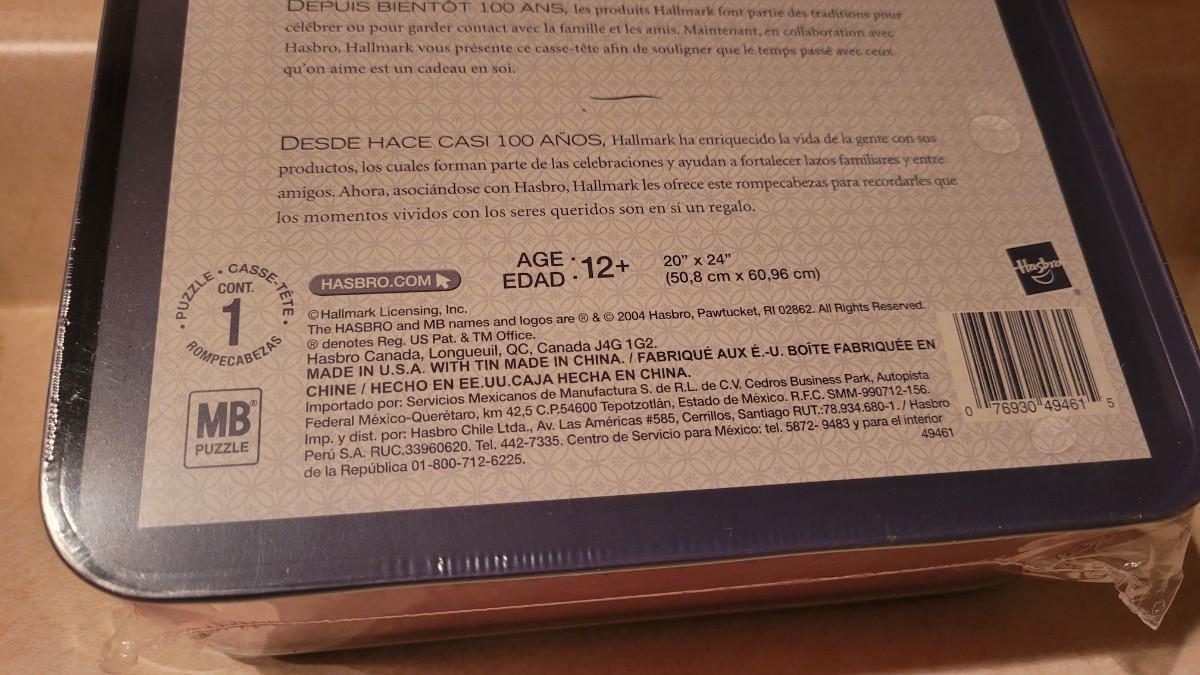 DEPUIS BIENTÔT 100 ANS, les produits Hallmark font partie des traditions pour
célébrer ou pour garder contact avec la famille et les amis. Maintenant, en collaboration avec
Hasbro, Hallmark vous présente ce casse-tête afin de souligner que le temps passé avec ceux
qu'on aime est un cadeau en soi.
DESDE HACE CASI 100 AÑOS, Hallmark ha enriquecido la vida de la gente con sus
productos, los cuales forman parte de las celebraciones y ayudan a fortalecer lazos familiares y entre
amigos. Ahora, asociándose con Hasbro, Hallmark les ofrece este rompecabezas para recordarles que
los momentos vividos con los seres queridos son en sí un regalo.
• PUZZLE • CASSE-TÊTE •
ROMPECABEZAS
CONT.
1
HASBRO.COM
AGE :
EDAD : 12+
20" x 24"
(50,8 cm x 60,96 cm)
Hasbro
®
© Hallmark Licensing, Inc.
The HASBRO and MB names and logos are ® & © 2004 Hasbro, Pawtucket, RI 02862. All Rights Reserved.
® denotes Reg. US Pat. & TM Office.
Hasbro Canada, Longueuil, QC, Canada J4G 1G2.
MADE IN U.S.A. WITH TIN MADE IN CHINA. / FABRIQUÉ AUX É.-U. BOÎTE FABRIQUÉE EN
CHINE / HECHO EN EE.UU.CAJA HECHA EN CHINA.
Importado por: Servicios Mexicanos de Manufactura S. de R.L. de C.V. Cedros Business Park, Autopista
Federal México-Querétaro, km 42,5 C.P.54600 Tepotzotlán, Estado de México. R.F.C. SMM-990712-156.
Imp. y dist. por: Hasbro Chile Ltda., Av. Las Américas #585, Cerrillos, Santiago RUT.:78.934.680-1. / Hasbro
Perú S.A. RUC.33960620. Tel. 442-7335. Centro de Servicio para México: tel. 5872- 9483 y para el interior
de la República 01-800-712-6225.
49461
MB®
PUZZLE
0 76930 49461 5